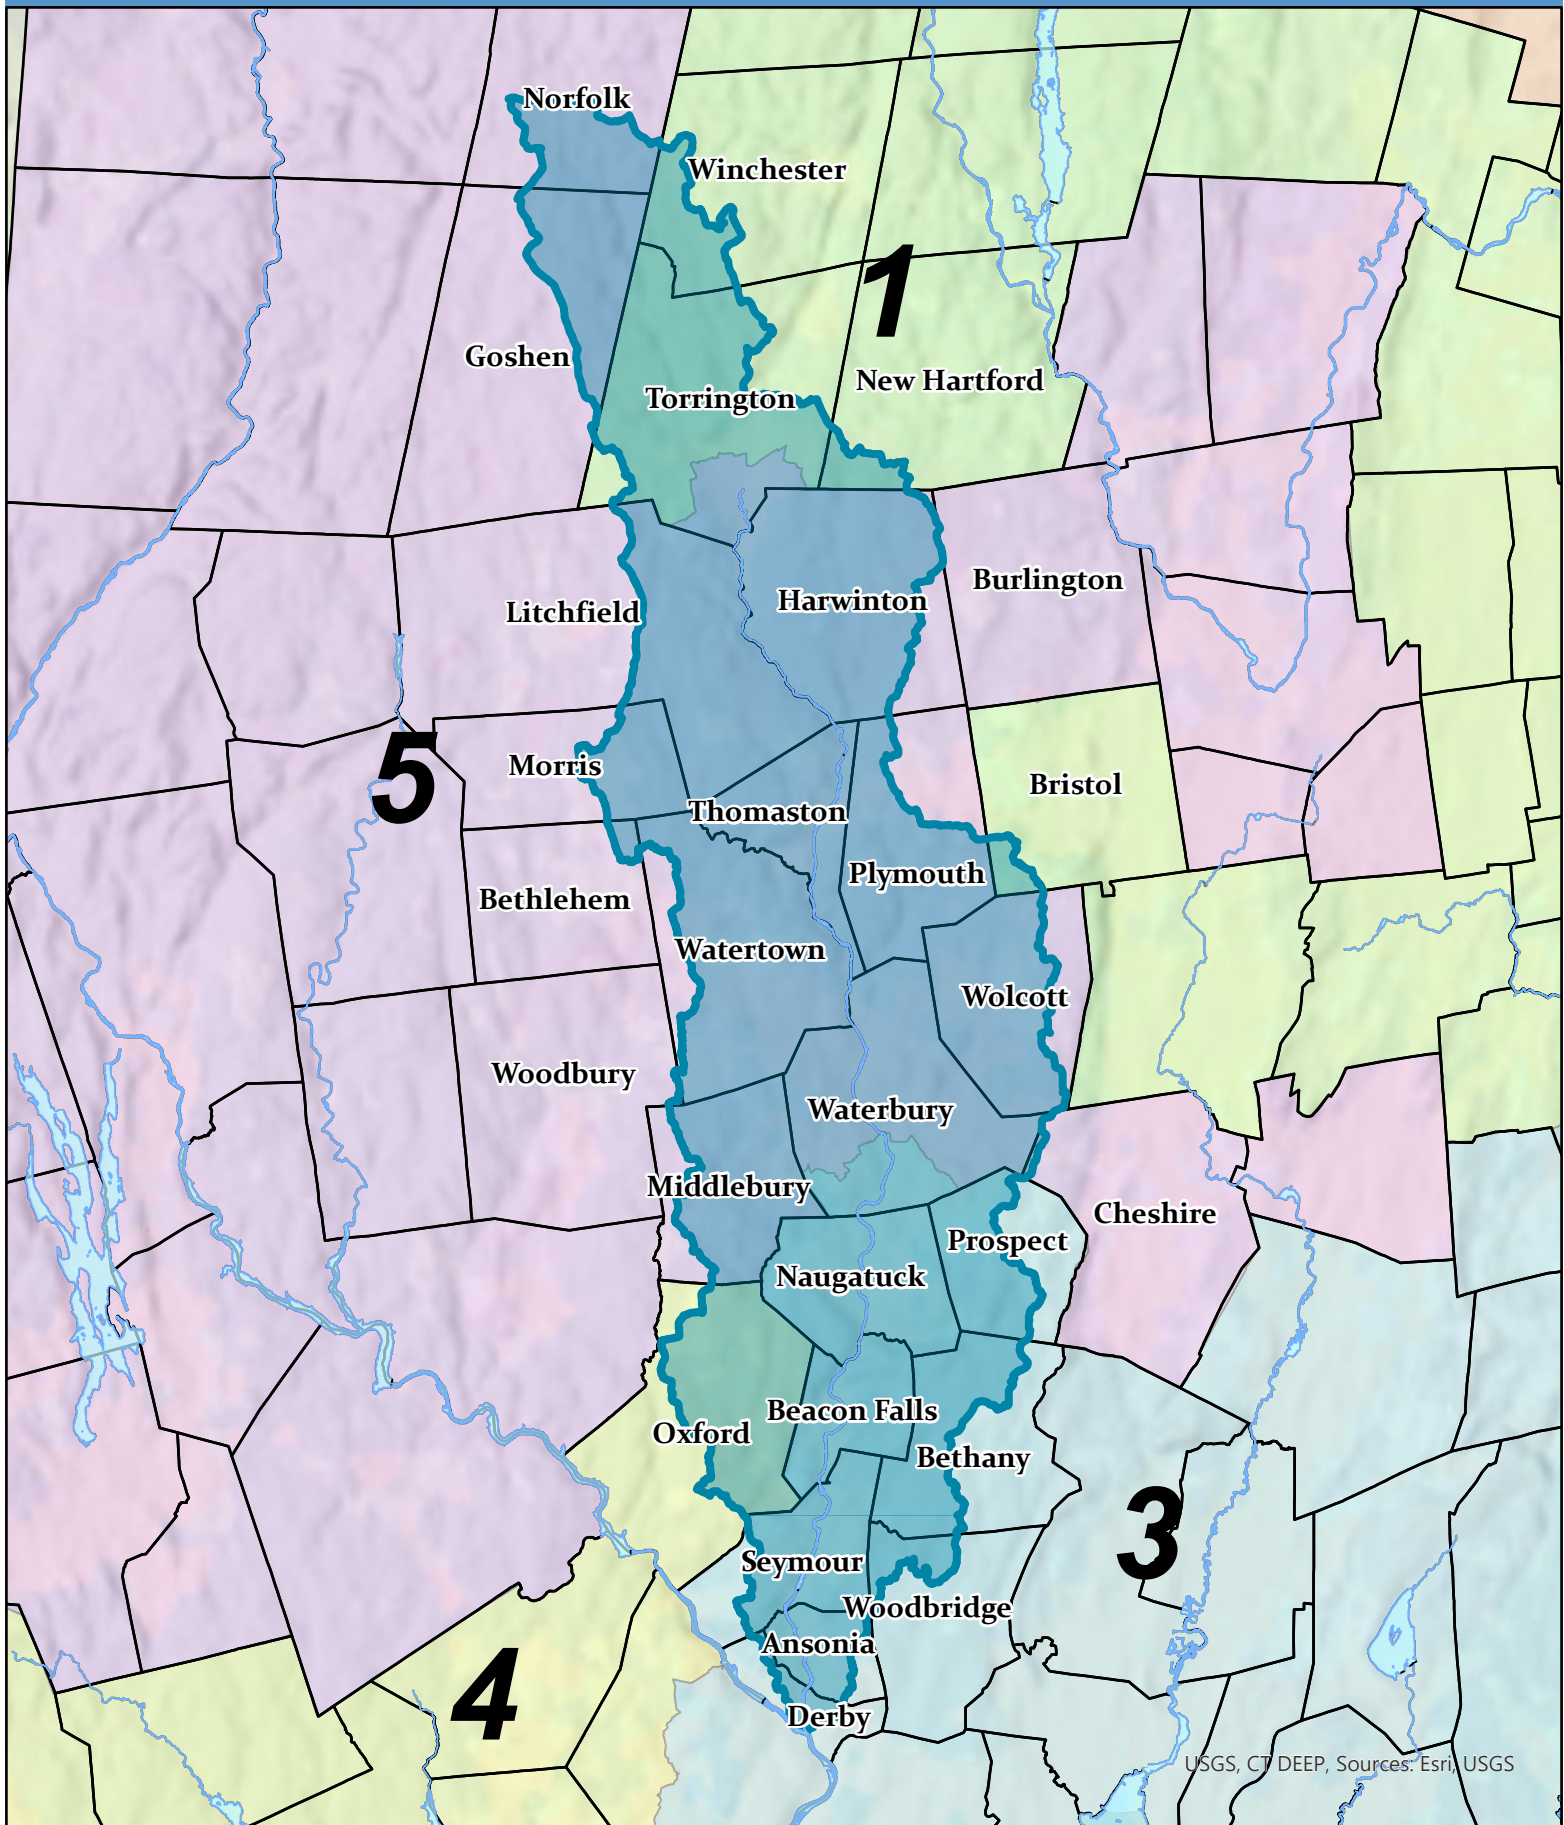 Norfolk
Winchester
1
Goshen
New Hartford
Torrington
Burlington
Harwinton
Litchfield
5
Morris
Bristol
Thomaston
Plymouth
Bethlehem
Watertown
Wolcott
Woodbury
Waterbury
Middlebury
Cheshire
Prospect
Naugatuck
Beacon Falls
Oxford
Bethany
3
Seymour
Woodbridge
Ansonia
4
Derby
USGS, CT DEEP, Sources: Esri, USGS